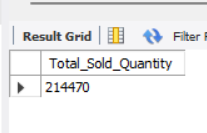 Result Grid Filter
Total_Sold_Quantity
214470